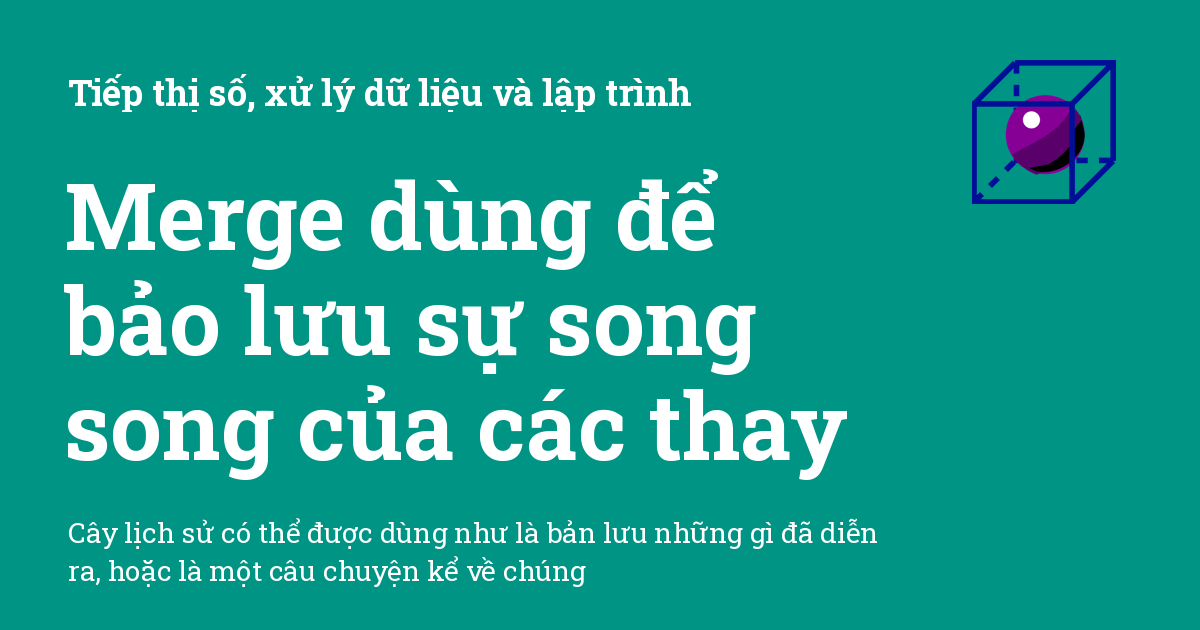 Tiếp thị số, xử lý dữ liệu và lập trình
Merge dùng để
bảo lưu sự song
song của các thay
Cây lịch sử có thể được dùng như là bản lưu những gì đã diễn
ra, hoặc là một câu chuyện kể về chúng